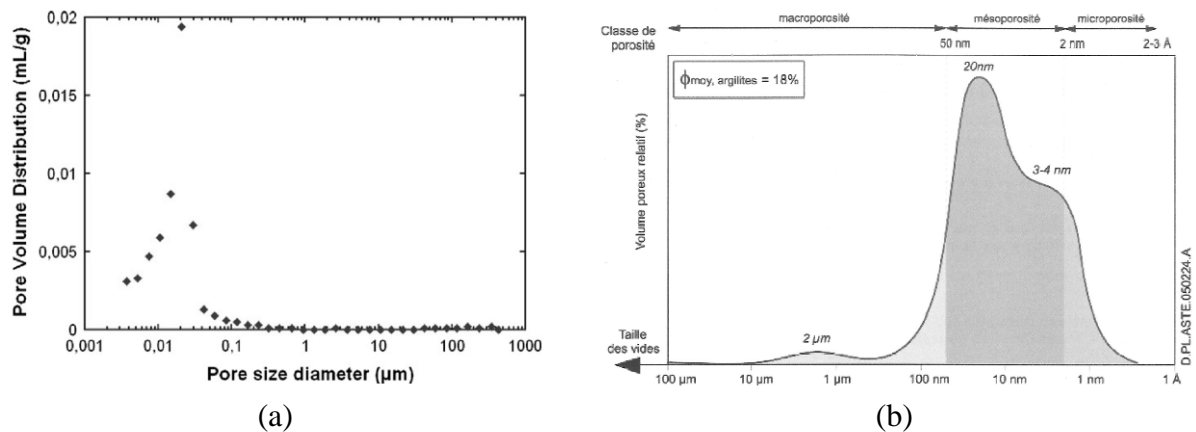 0,02
0,015
0,01
0,005
0
Pore Volume Distribution (mL/g)
0,001 0,01 0,1 1 10 100 1000
Pore size diameter (µm)
(a)
macroporosité mésoporosité microporosité
Classe de
porosité
50 nm 2 nm 2-3 Å
ϕmoy, argilites = 18%
20nm
3-4 nm
2 µm
Volume poreux relatif (%)
Taille
des vides
100 µm 10 µm 1 µm 100 nm 10 nm 1 nm 1 Å
D.PL.ASTE.050224.A
(b)